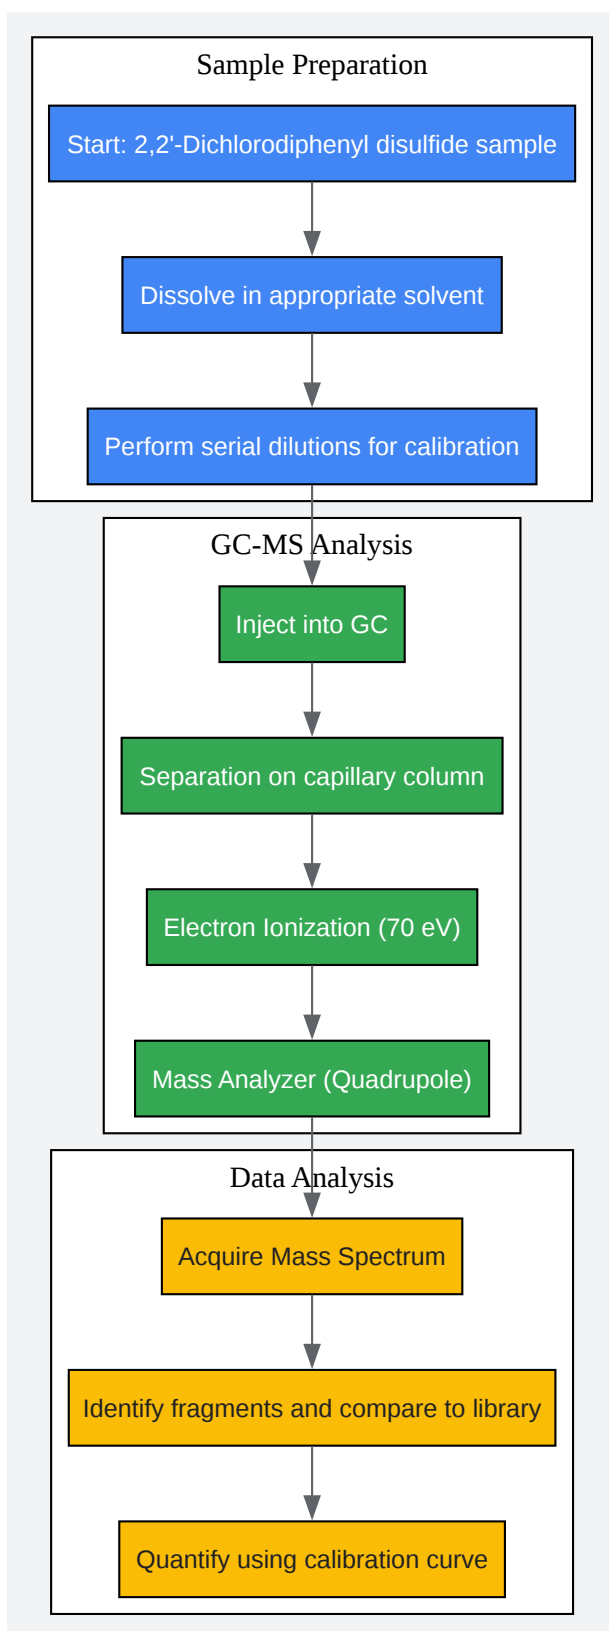 Sample Preparation
Start: 2,2'-Dichlorodiphenyl disulfide sample
Dissolve in appropriate solvent
Perform serial dilutions for calibration
GC-MS Analysis
Inject into GC
Separation on capillary column
Electron Ionization (70 eV)
Mass Analyzer (Quadrupole)
Data Analysis
Acquire Mass Spectrum
Identify fragments and compare to library
Quantify using calibration curve